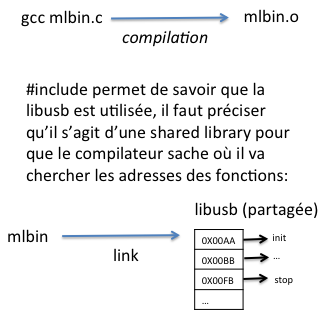 gcc mlbin.c mlbin.o
compilation
#include permet de savoir que la
libusb est utilisée, il faut préciser
qu'il s'agit d'une shared library pour
que le compilateur sache où il va
chercher les adresses des fonctions:
libusb (partagée)
mlbin
link
0X00AA init
0X00BB ...
0X00FB stop
...